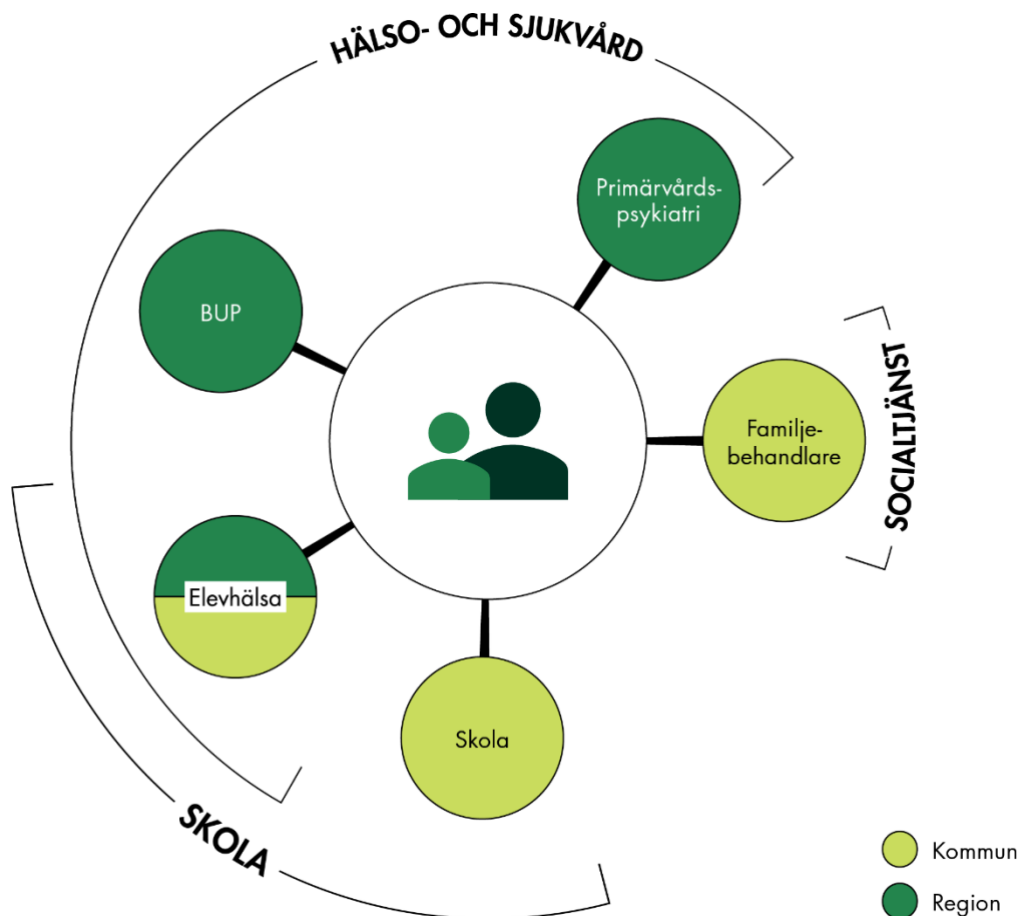 HÄLSO- OCH SJUKVÅRD
Primärvårds-
psykiatri
BUP
SOCIALTJÄNST
Familje-
behandlare
Elevhälsa
Skola
SKOLA
Kommun
Region